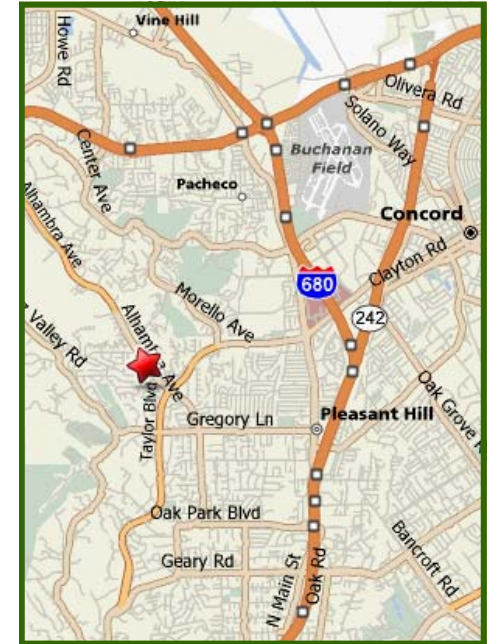 Vine Hill
Howe Rd
Olivera Rd
Solano Way
Buchanan
Field
Center Ave
Pacheco
Alhambra Ave
Concord
Clayton Rd
680
Morello Ave
242
Valley Rd
Alhambra Ave
Taylor Blvd
Gregory Ln
Pleasant Hill
Oak Grove
Oak Park Blvd
Geary Rd
N Main St
Oak Rd
Bancroft Rd